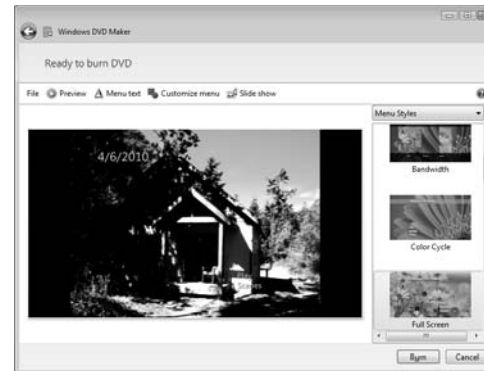 Windows DVD Maker
Ready to burn DVD
File Preview Menu text Customize menu Slide show
Menu Styles
4/6/2010
Bandwidth
Color Cycle
Scenes
Full Screen
Burn Cancel